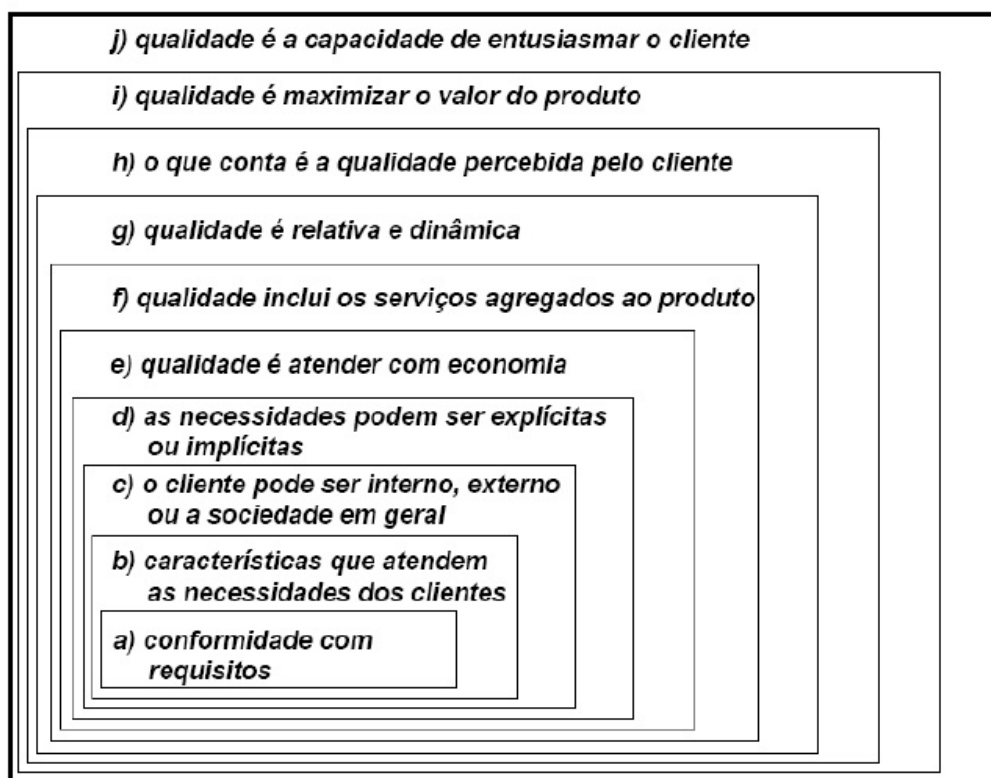 j) qualidade é a capacidade de entusiasmar o cliente
i) qualidade é maximizar o valor do produto
h) o que conta é a qualidade percebida pelo cliente
g) qualidade é relativa e dinâmica
f) qualidade inclui os serviços agregados ao produto
e) qualidade é atender com economia
d) as necessidades podem ser explícitas
ou implícitas
c) o cliente pode ser interno, externo
ou a sociedade em geral
b) características que atendem
as necessidades dos clientes
a) conformidade com
requisitos